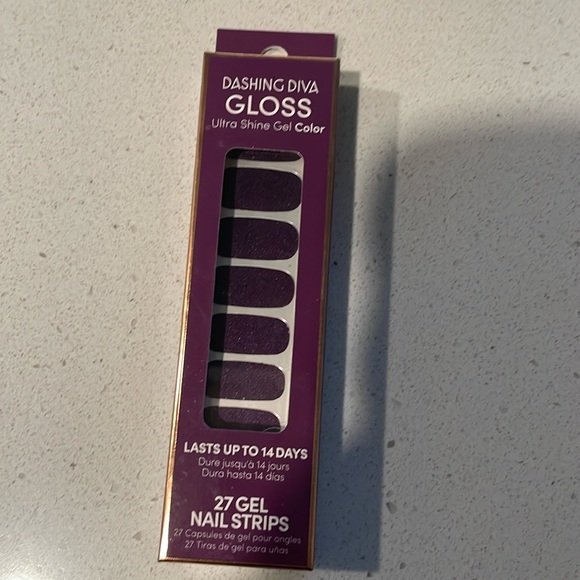 DASHING DIVA
GLOSS
Ultra Shine Gel Color
LASTS UP TO 14 DAYS
Dure jusqu'à 14 jours
Dura hasta 14 días
27 GEL
NAIL STRIPS
27 Capsules de gel pour ongles
27 Tiras de gel para uñas